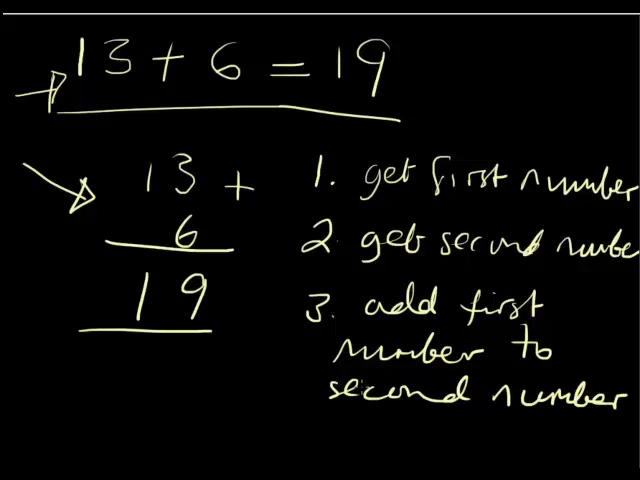 13 + 6 = 19
13 +
6
19
1. get first number
2. get second numbe
3. add first
number to
second number